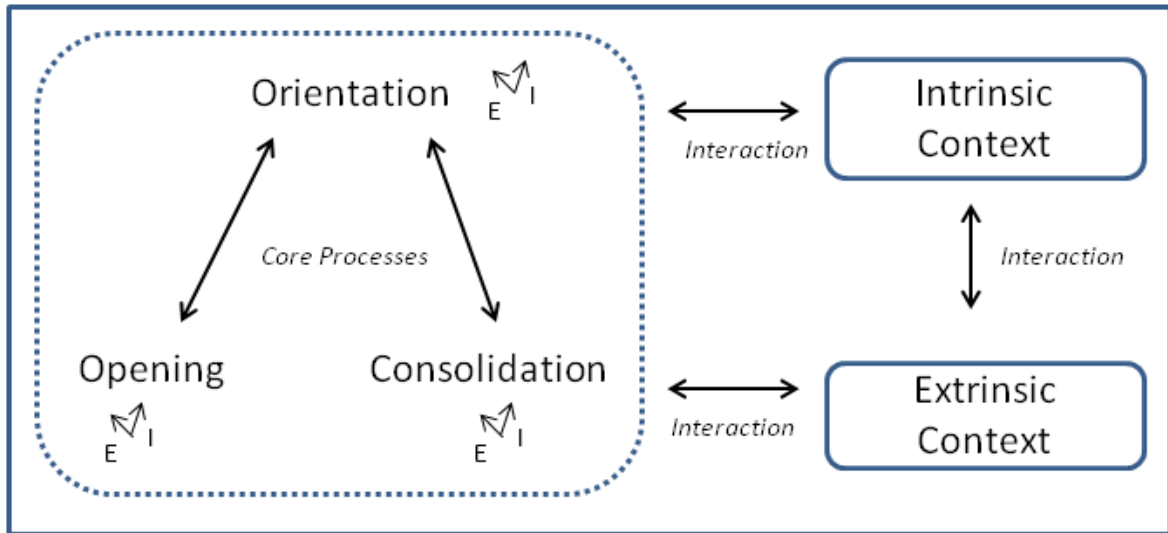 Orientation
E
I
Core Processes
Opening
E
I
Consolidation
E
I
Interaction
Intrinsic
Context
Interaction
Interaction
Extrinsic
Context